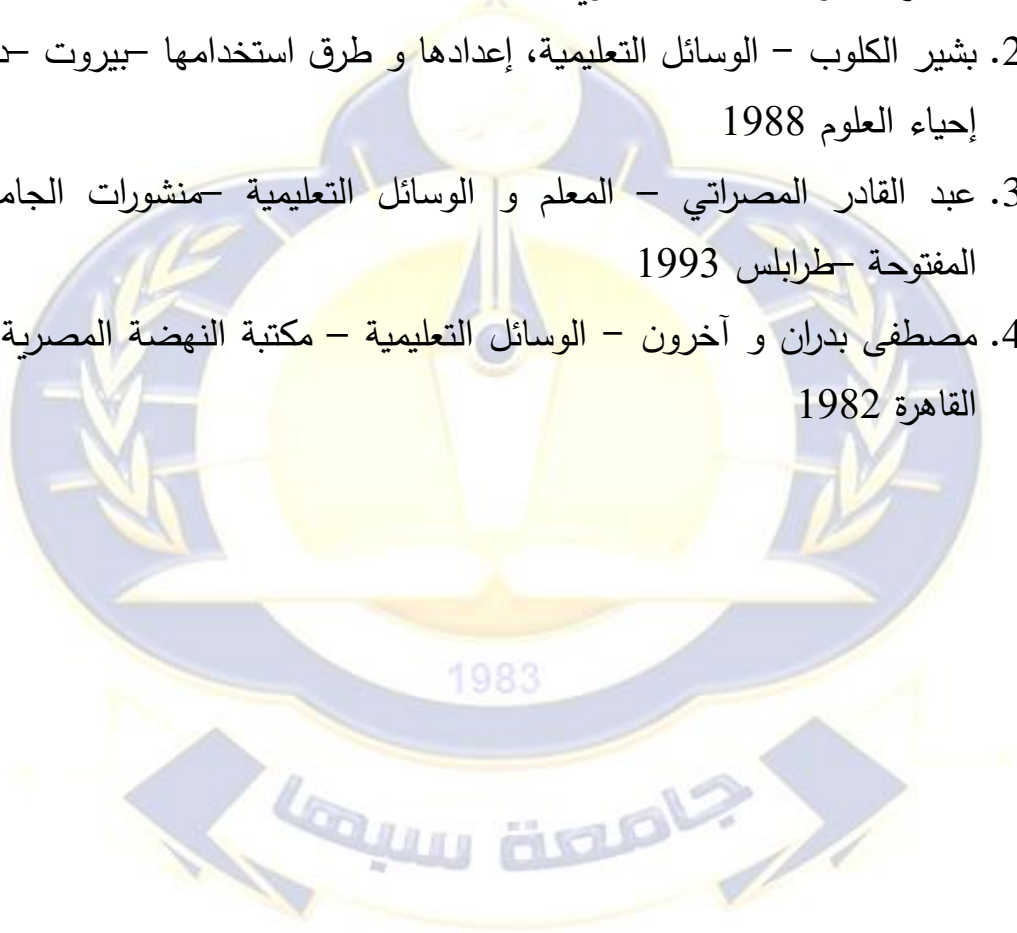 2. بشير الكلوب – الوسائل التعليمية، إعدادها و طرق استخدامها –بيروت –
إحياء العلوم 1988
3. عبد القادر المصراتي – المعلم و الوسائل التعليمية –منشورات
المفتوحة –طرابلس 1993
4. مصطفى بدران و آخرون – الوسائل التعليمية – مكتبة النهضة المصرية
القاهرة 1982
1983
جامعة سبها